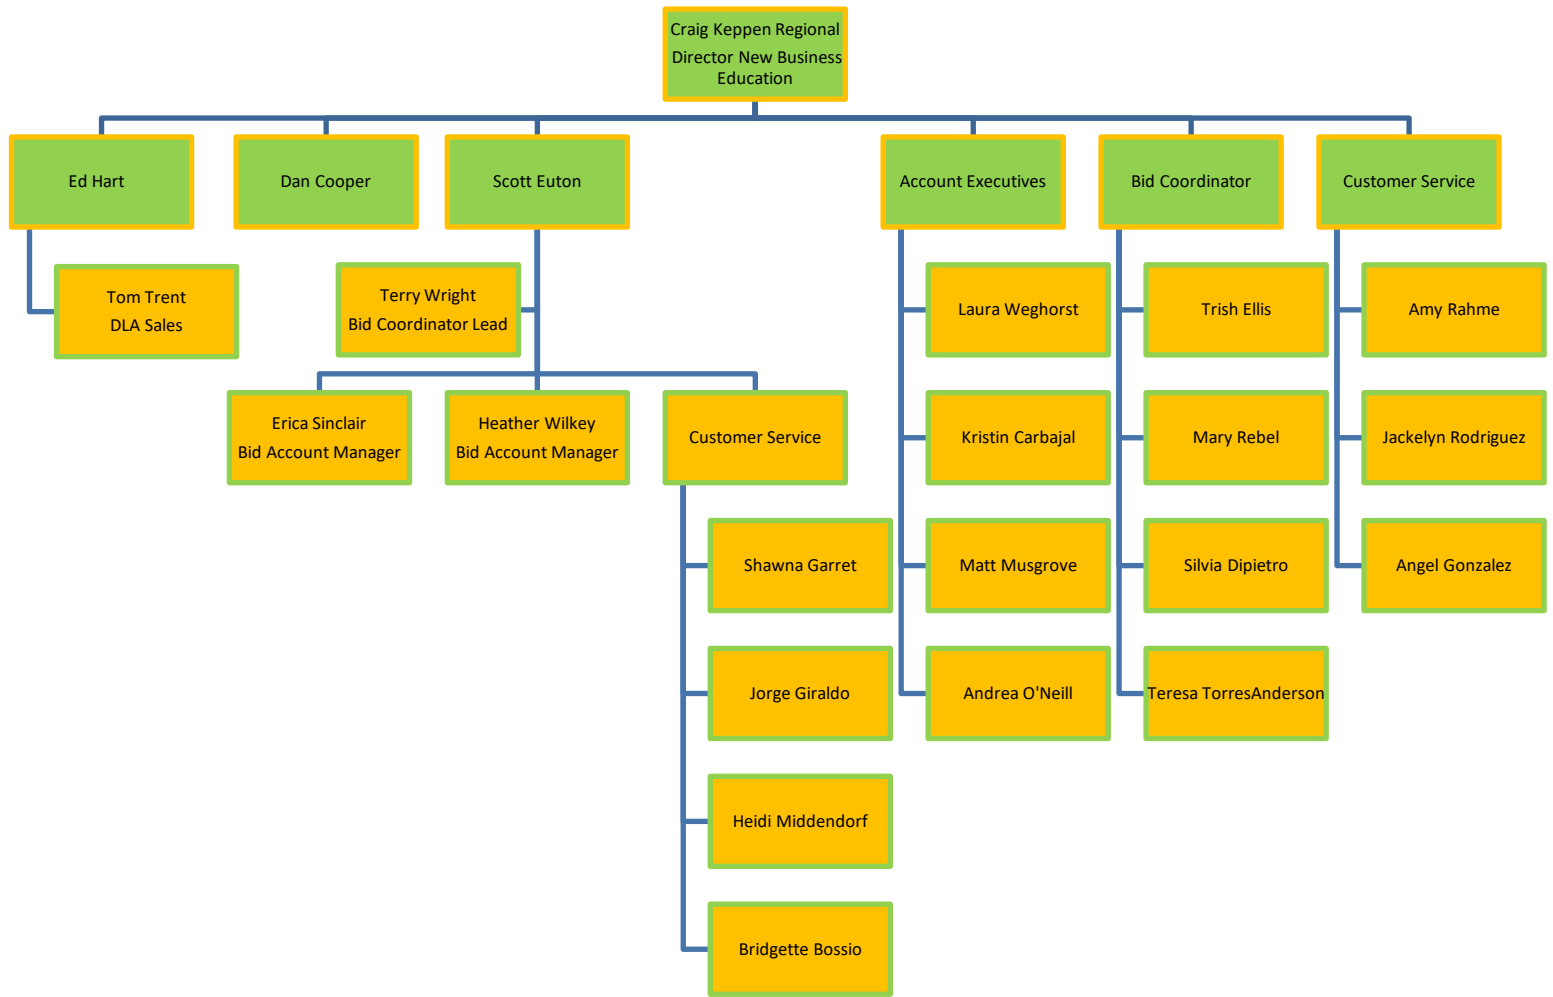 Craig Keppen Regional
Director New Business
Education
Ed Hart
Dan Cooper
Scott Euton
Account Executives
Bid Coordinator
Customer Service
Tom Trent
DLA Sales
Terry Wright
Bid Coordinator Lead
Laura Weghorst
Trish Ellis
Amy Rahme
Erica Sinclair
Bid Account Manager
Heather Wilkey
Bid Account Manager
Customer Service
Kristin Carbajal
Mary Rebel
Jackelyn Rodriguez
Shawna Garret
Matt Musgrove
Silvia Dipietro
Angel Gonzalez
Jorge Giraldo
Andrea O'Neill
Teresa TorresAnderson
Heidi Middendorf
Bridgette Bossio